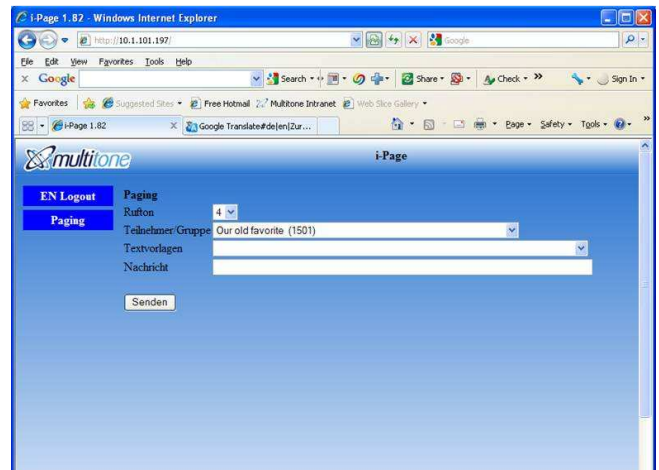 i-Page 1.82 - Windows Internet Explorer
http://10.1.101.197/
Google
File Edit View Favorites Tools Help
x Google Search Share Check >> Sign In
Favorites Suggested Sites Free Hotmail Multitone Intranet Web Slice Gallery
i-Page 1.82 X Google Translate#de|en|Zur... Page Safety Tools >>
multitone
i-Page
EN Logout
Paging
Paging
Rufton 4
Teilnehmer/Gruppe Our old favorite (1501)
Textvorlagen
Nachricht
Senden